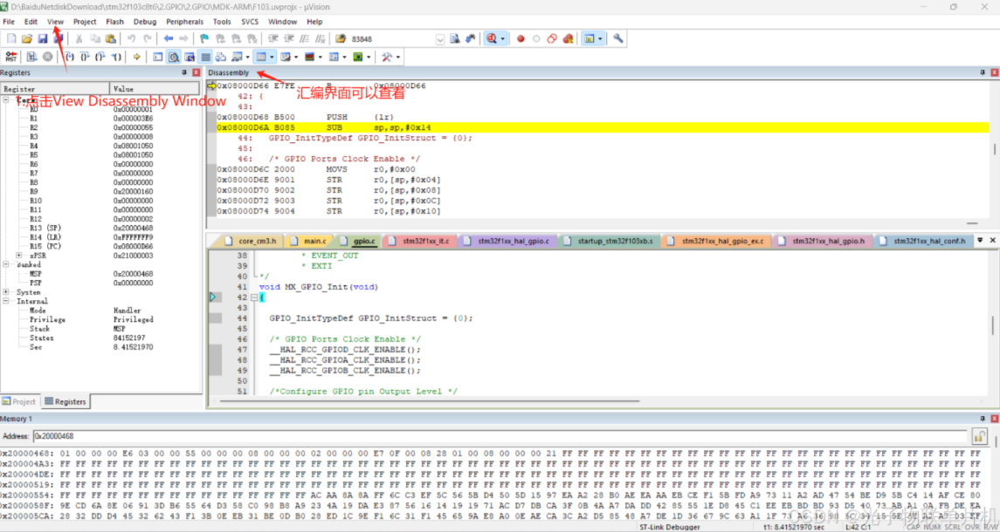 D:\BaiduNetdiskDownload\stm32f103c8t6\2.GPIO\2.GPIO\MDK-ARM\F103.uvprojx - µVision
File Edit View Project Flash Debug Peripherals Tools SVCS Window Help
83848
Registers
Register Value
Core
R0 0x00000001
R1 0x000003E6
R2 0x00000055
R3 0x00000008
R4 0x08001050
R5 0x08001050
R6 0x00000000
R7 0x00000000
R8 0x00000000
R9 0x20000160
R10 0x00000000
R11 0x00000000
R12 0x00000002
R13 (SP) 0x20000468
R14 (LR) 0xFFFFFFF9
R15 (PC) 0x08000D66
xPSR 0x21000003
Banked
MSP 0x20000468
PSP 0x00000000
System
Internal
Mode Handler
Privilege Privileged
Stack MSP
States 84152197
Sec 8.41521970
Project Registers
1.点击View Disassembly Window
汇编界面可以查看
Disassembly
0x08000D66 E7FE B 0x08000D66
42: {
43:
0x08000D68 B500 PUSH {lr}
0x08000D6A B085 SUB sp,sp,#0x14
44: GPIO_InitTypeDef GPIO_InitStruct = {0};
45:
46: /* GPIO Ports Clock Enable */
0x08000D6C 2000 MOVS r0,#0x00
0x08000D6E 9001 STR r0,[sp,#0x04]
0x08000D70 9002 STR r0,[sp,#0x08]
0x08000D72 9003 STR r0,[sp,#0x0C]
0x08000D74 9004 STR r0,[sp,#0x10]
core_cm3.h main.c gpio.c stm32f1xx_it.c stm32f1xx_hal_gpio.c startup_stm32f103xb.s stm32f1xx_hal_gpio_ex.c stm32f1xx_hal_gpio.h stm32f1xx_hal_conf.h
38 * EVENT_OUT
39 * EXTI
40 */
41 void MX_GPIO_Init(void)
42 {
43
44 GPIO_InitTypeDef GPIO_InitStruct = {0};
45
46 /* GPIO Ports Clock Enable */
47 __HAL_RCC_GPIOD_CLK_ENABLE();
48 __HAL_RCC_GPIOA_CLK_ENABLE();
49 __HAL_RCC_GPIOB_CLK_ENABLE();
50
51 /*Configure GPIO pin Output Level */
Memory 1
Address: 0x20000468
0x20000468: 01 00 00 00 E6 03 00 00 55 00 00 00 08 00 00 00 02 00 00 00 E7 0F 00 08 28 01 00 08 00 00 00 21 FF FF FF FF FF FF FF FF FF FF FF FF FF FF FF FF FF FF FF FF FF FF FF FF FF FF FF
0x200004A3: FF FF FF FF FF FF FF FF FF FF FF FF FF FF FF FF FF FF FF FF FF FF FF FF FF FF FF FF FF FF FF FF FF FF FF FF FF FF FF FF FF FF FF FF FF FF FF FF FF FF FF FF FF FF FF FF FF FF FF
0x200004DE: FF FF FF FF FF FF FF FF FF FF FF FF FF FF FF FF FF FF FF FF FF FF FF FF FF FF FF FF FF FF FF FF FF FF FF FF FF FF FF FF FF FF FF FF FF FF FF FF FF FF FF FF FF FF FF FF FF FF FF
0x20000519: FF FF FF FF FF FF FF FF FF FF FF FF FF FF FF FF FF FF FF FF FF FF FF FF FF FF FF FF FF FF FF FF FF FF FF FF FF FF FF FF FF FF FF FF FF FF FF FF FF FF FF FF FF FF FF FF FF FF FF
0x20000554: FF FF FF FF FF FF FF FF FF FF FF FF FF FF FF AC AA 8A 8A FF 6C C3 EF 5C 56 5B D4 50 5D 15 97 EA A2 28 B0 AE EA AA EB CE F1 5B FD A9 73 11 A2 AD 47 54 BE D9 5B C4 14 AF CE 80
0x2000058F: 9E CD 6A 8E 06 91 3D B6 55 64 D3 58 C0 98 B8 A9 23 4A 19 DA E3 87 56 16 14 19 19 71 AC D7 DB CA 3F 0B 4A A7 DA DD 42 85 55 1E D8 45 C1 EE EB BD BD 93 D5 40 73 AB A1 0A FB DE EA
0x200005CA: 28 32 DD D4 45 32 62 43 F1 3B 0E EB 31 BE 0D B0 28 ED 1C 9E F1 6C 31 F1 45 65 9A E8 A0 0E AE CA 3C A2 D5 85 48 A7 D1 36 67 9C 63 A1
ST-Link Debugger t1: 8.41521970 sec L:42 C:1 CAP NUM SCRL OVR R/W